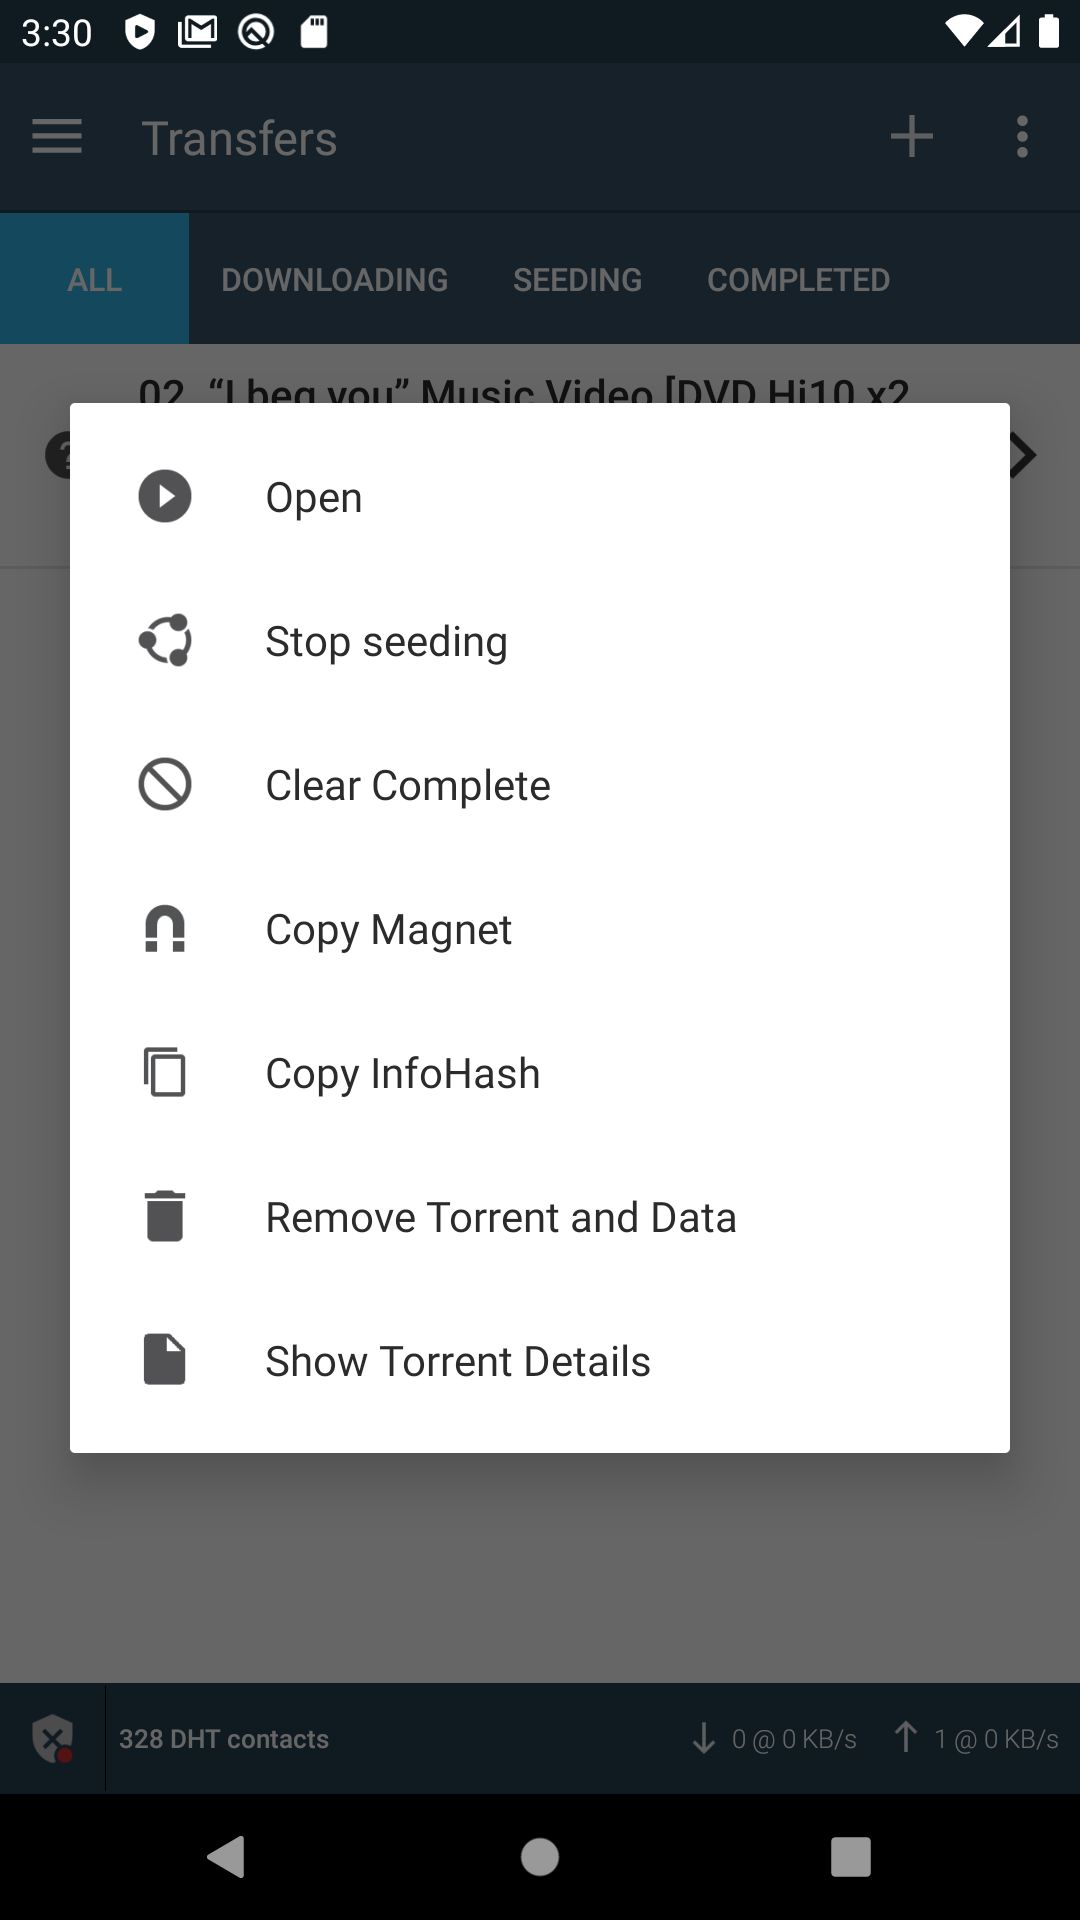 3:30
Transfers
ALL DOWNLOADING SEEDING COMPLETED
02. “I beg you” Music Video [DVD Hi10 x2
Open
Stop seeding
Clear Complete
Copy Magnet
Copy InfoHash
Remove Torrent and Data
Show Torrent Details
328 DHT contacts 0 @ 0 KB/s 1 @ 0 KB/s